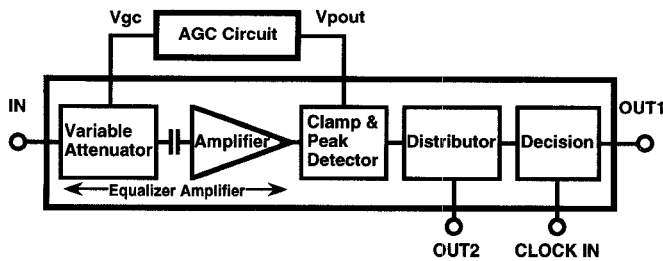 Vgc
AGC Circuit
Vpout
IN
OUT1
Variable
Attenuator
Amplifier
Clamp &
Peak
Detector
Distributor
Decision
Equalizer Amplifier
OUT2
CLOCK IN